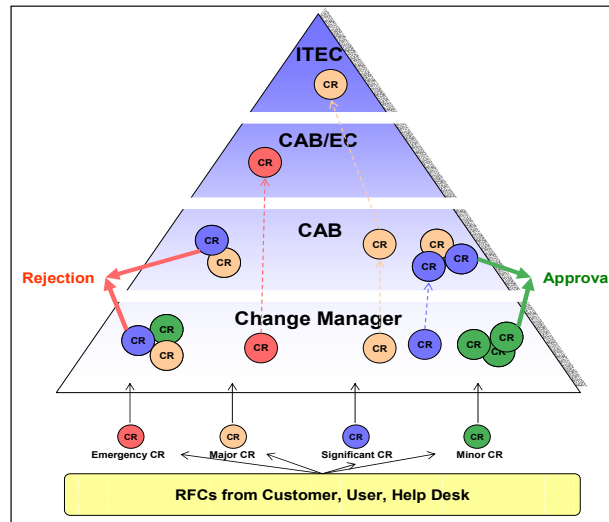 ITEC
CR
CAB/EC
CR
CAB
CR
CR
CR
CR
CR
CR
Rejection
Approva
Change Manager
CR
CR
CR
CR
CR
CR
CR
CR
CR
CR
Emergency CR
CR
Major CR
CR
Significant CR
CR
Minor CR
RFCs from Customer, User, Help Desk